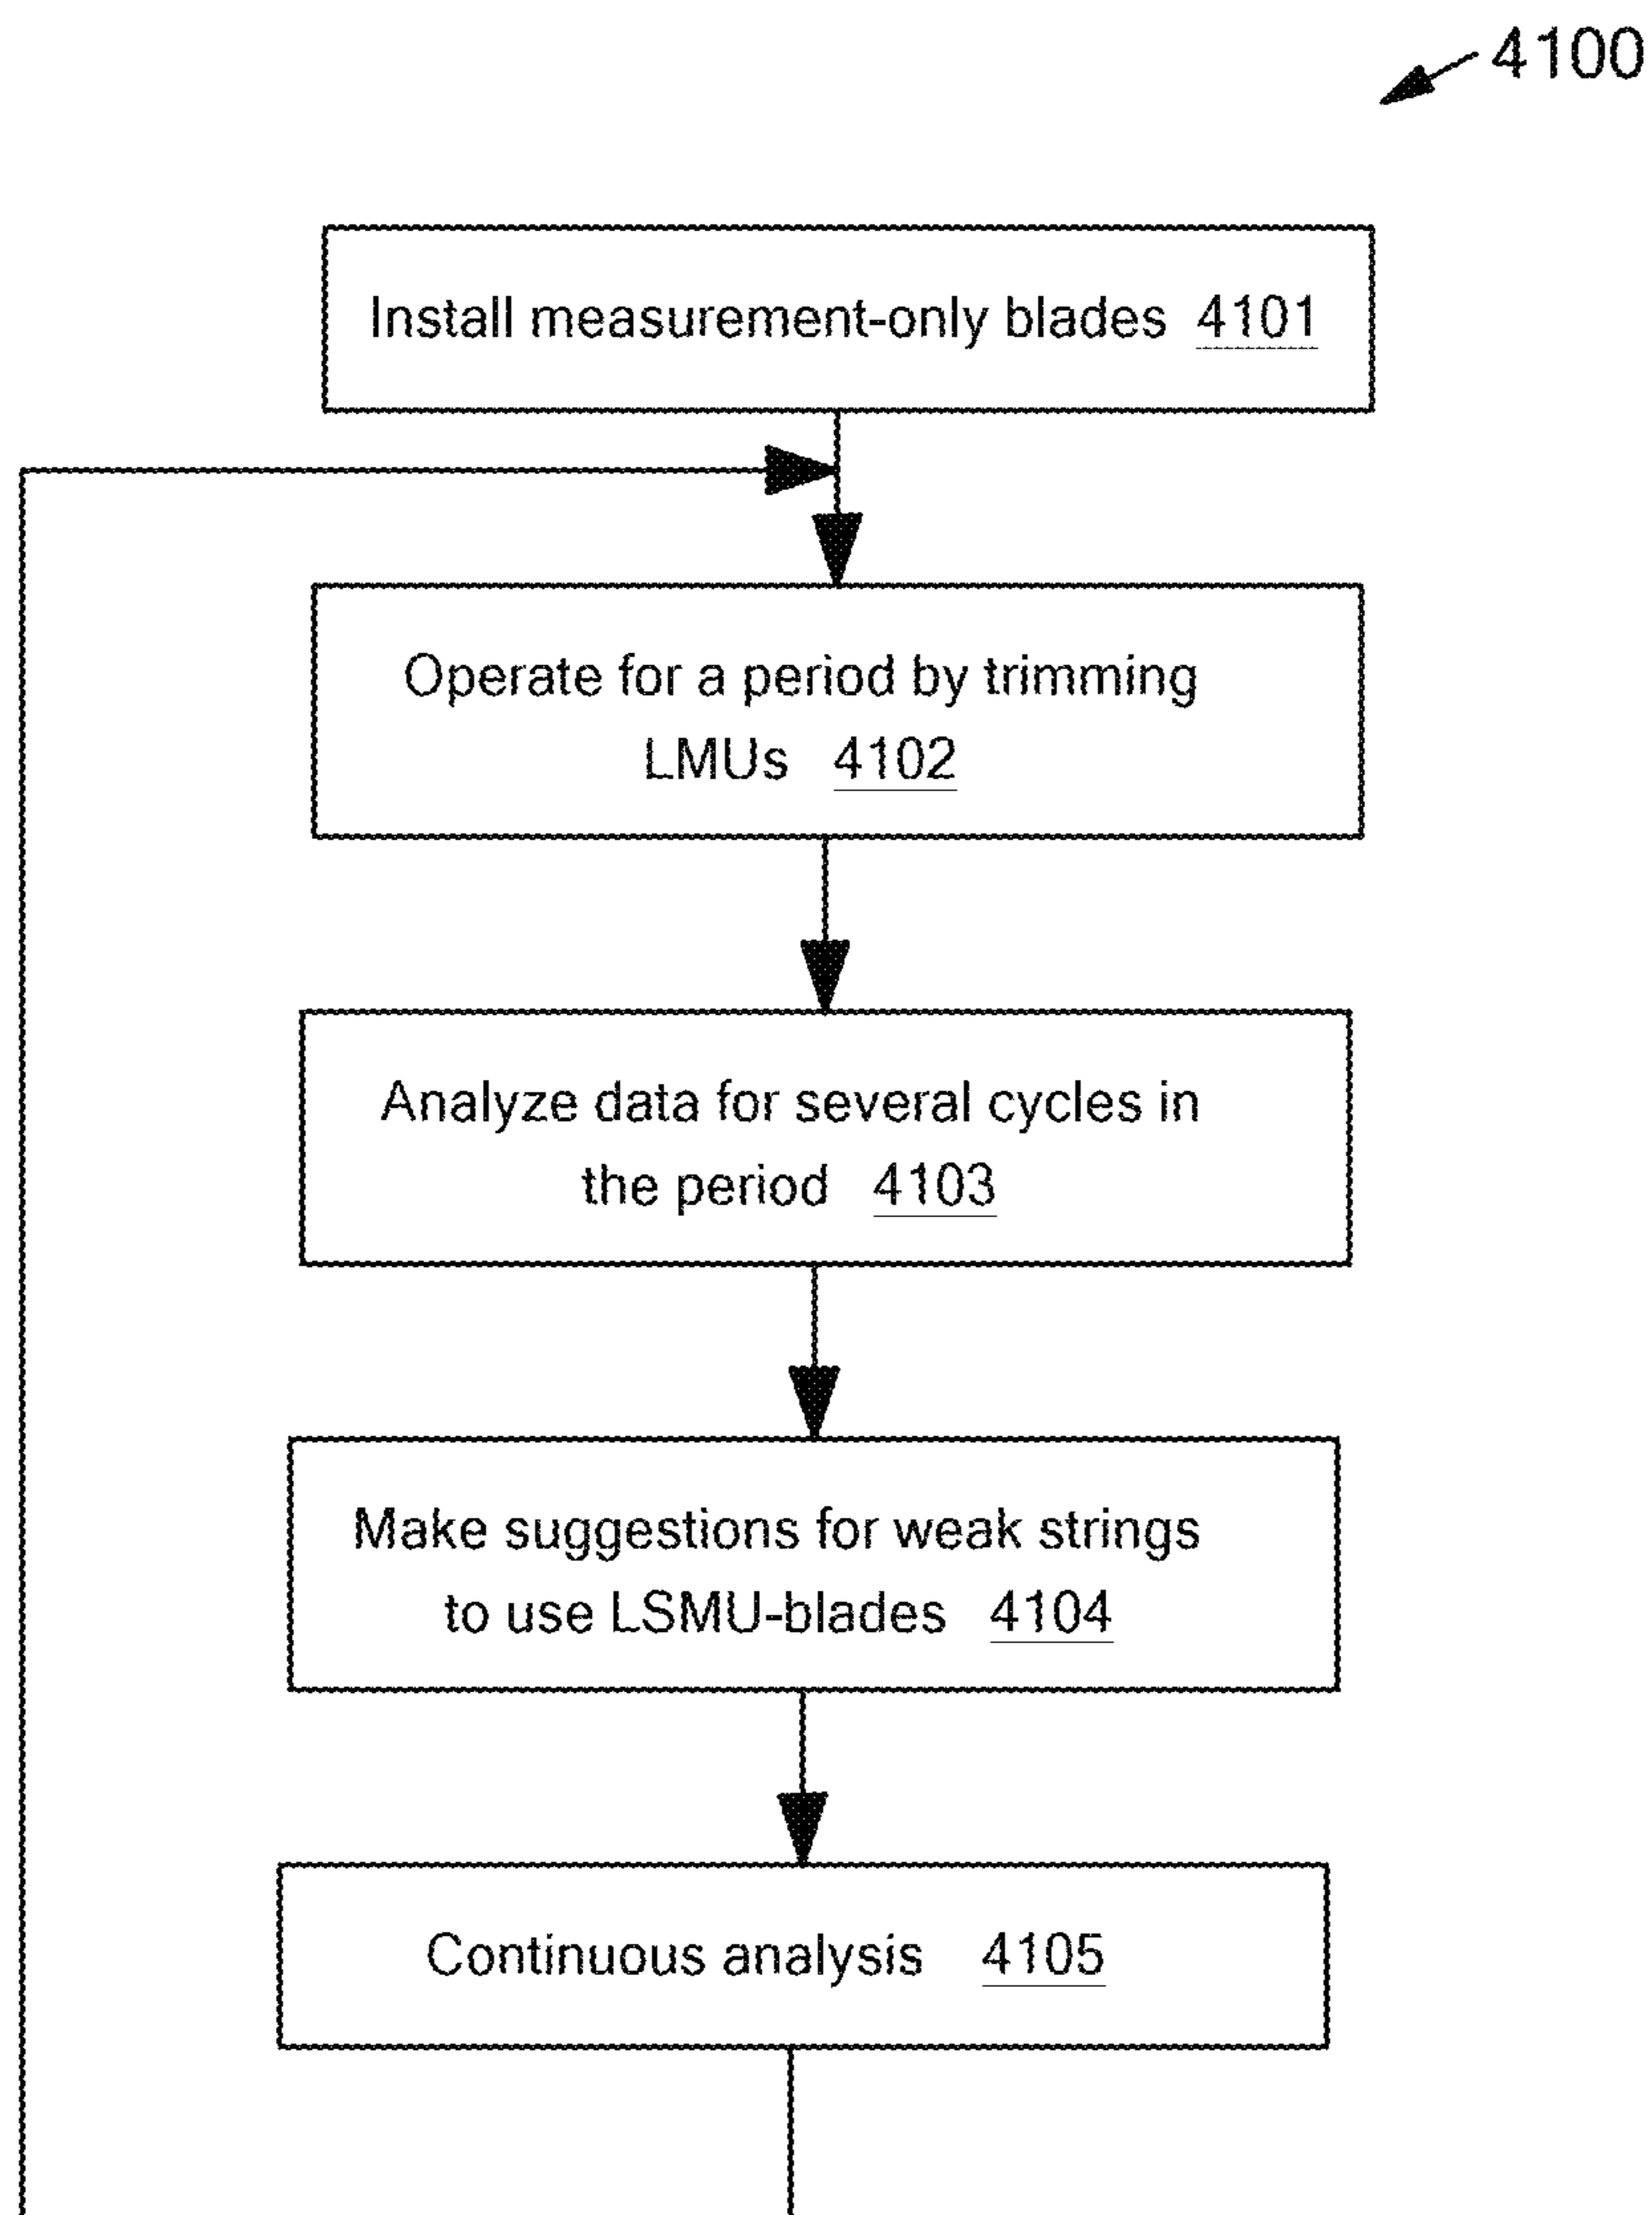 4100
Install measurement-only blades 4101
Operate for a period by trimming
LMUs 4102
Analyze data for several cycles in
the period 4103
Make suggestions for weak strings
to use LSMU-blades 4104
Continuous analysis 4105